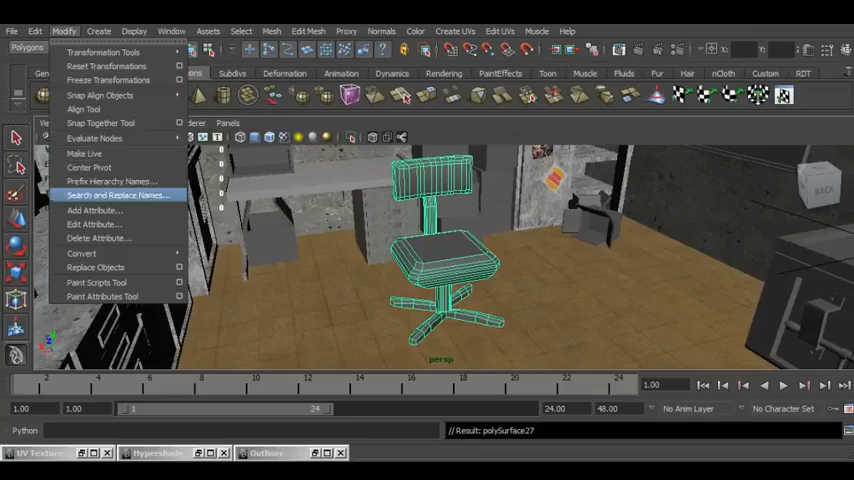 File Edit Modify Create Display Window Assets Select Mesh Edit Mesh Proxy Normals Color Create UVs Edit UVs Muscle Help
Polygons
X: Y: Z:
Subdivs Deformation Animation Dynamics Rendering PaintEffects Toon Muscle Fluids Fur Hair nCloth Custom RDT
Panels
Transformation Tools
Reset Transformations
Freeze Transformations
Snap Align Objects
Align Tool
Snap Together Tool
Evaluate Nodes
Make Live
Center Pivot
Prefix Hierarchy Names...
Search and Replace Names...
Add Attribute...
Edit Attribute...
Delete Attribute...
Convert
Replace Objects
Paint Scripts Tool
Paint Attributes Tool
0
0
0
0
0
BACK
persp
2 4 6 8 10 12 14 16 18 20 22 24 1.00
1.00 1.00 1 24 24.00 48.00 No Anim Layer No Character Set
Python // Result: polySurface27
UV Texture... Hypershade Outliner